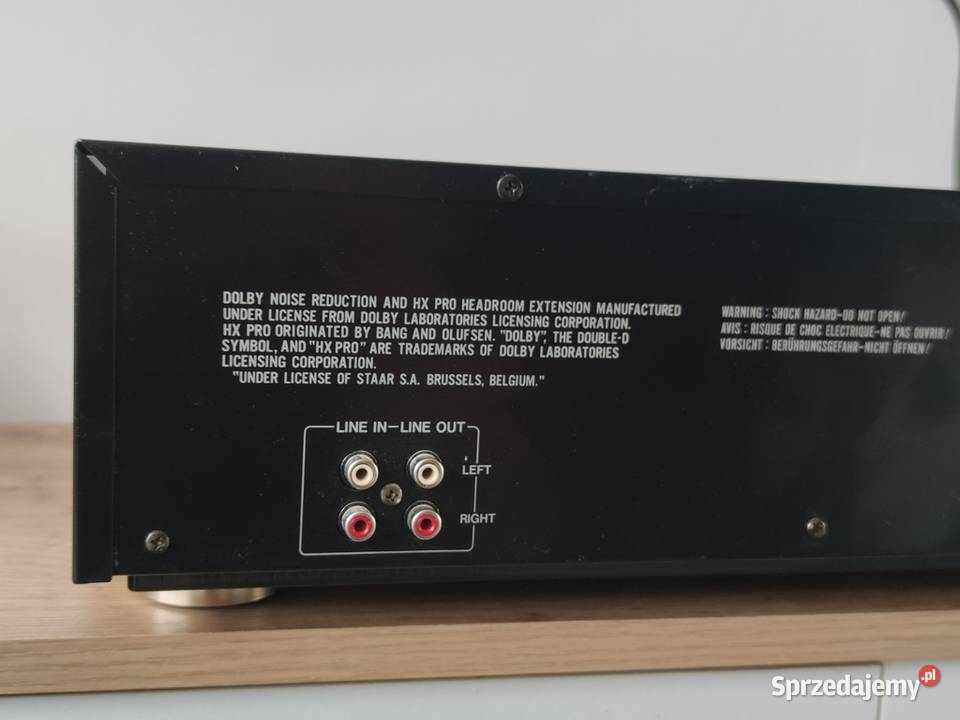 DOLBY NOISE REDUCTION AND HX PRO HEADROOM EXTENSION MANUFACTURED
UNDER LICENSE FROM DOLBY LABORATORIES LICENSING CORPORATION.
HX PRO ORIGINATED BY BANG AND OLUFSEN. "DOLBY", THE DOUBLE-D
SYMBOL, AND "HX PRO" ARE TRADEMARKS OF DOLBY LABORATORIES
LICENSING CORPORATION.
"UNDER LICENSE OF STAAR S.A. BRUSSELS, BELGIUM."
WARNING : SHOCK HAZARD-DO NOT OPEN!
AVIS : RISQUE DE CHOC ELECTRIQUE-NE PAS OUVRIR!
VORSICHT : BERÜHRUNGSGEFAHR-NICHT ÖFFNEN!
LINE IN-LINE OUT
LEFT
RIGHT
Sprzedajemy.pl